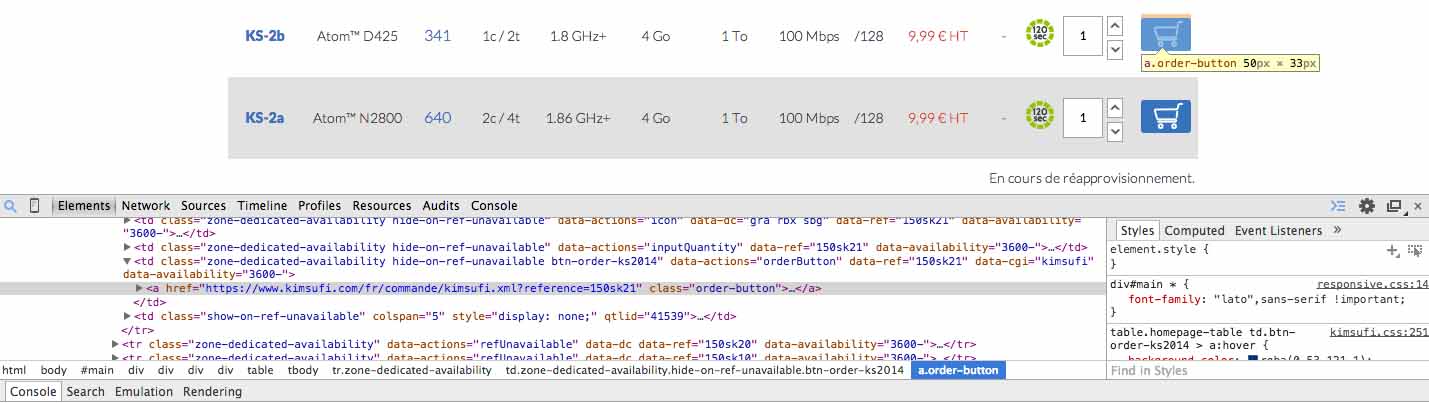 KS-2b Atom™ D425 341 1c / 2t 1.8 GHz+ 4 Go 1 To 100 Mbps /128 9,99 € HT - 120 sec 1
a.order-button 50px × 33px
KS-2a Atom™ N2800 640 2c / 4t 1.86 GHz+ 4 Go 1 To 100 Mbps /128 9,99 € HT - 120 sec 1
En cours de réapprovisionnement.
Elements Network Sources Timeline Profiles Resources Audits Console
<td class="zone-dedicated-availability hide-on-ref-unavailable" data-actions="icon" data-dc="gra rbx sbg" data-ref="150sk21" data-availability=
"3600-">…</td>
<td class="zone-dedicated-availability hide-on-ref-unavailable" data-actions="inputQuantity" data-ref="150sk21" data-availability="3600-">…</td>
<td class="zone-dedicated-availability hide-on-ref-unavailable btn-order-ks2014" data-actions="orderButton" data-ref="150sk21" data-cgi="kimsufi"
data-availability="3600-">
<a href="https://www.kimsufi.com/fr/commande/kimsufi.xml?reference=150sk21" class="order-button">…</a>
</td>
<td class="show-on-ref-unavailable" colspan="5" style="display: none;" qtlid="41539">…</td>
</tr>
<tr class="zone-dedicated-availability" data-actions="refUnavailable" data-dc data-ref="150sk20" data-availability="3600-">…</tr>
<tr class="zone-dedicated-availability" data-actions="refUnavailable" data-dc data-ref="150sk10" data-availability="3600-">…</tr>
html body #main div div div table tbody tr.zone-dedicated-availability td.zone-dedicated-availability.hide-on-ref-unavailable.btn-order-ks2014 a.order-button
Styles Computed Event Listeners »
element.style {
}
div#main * { responsive.css:14
font-family: "lato",sans-serif !important;
}
table.homepage-table td.btn- kimsufi.css:251
order-ks2014 > a:hover {
background-color: rgba(0,53,121,1);
Find in Styles
Console Search Emulation Rendering